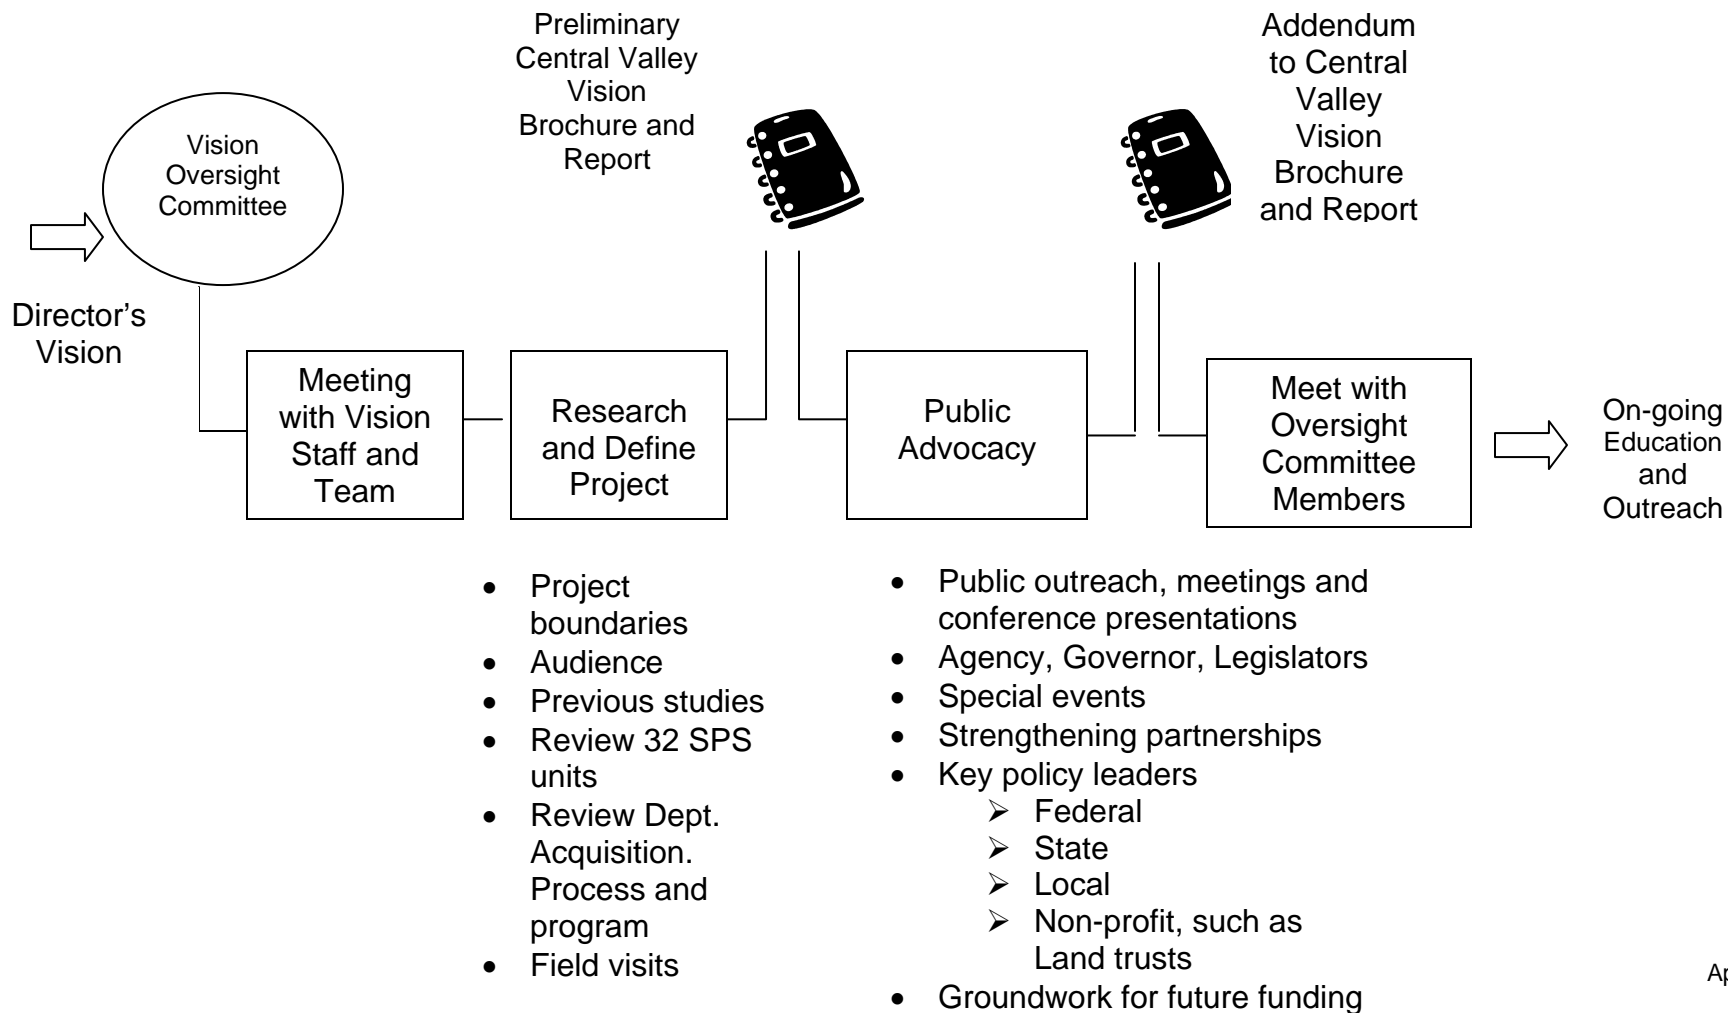 Preliminary
Central Valley
Vision
Brochure and
Report
Addendum
to Central
Valley
Vision
Brochure
and Report
Vision
Oversight
Committee
Director’s
Vision
Meeting
with Vision
Staff and
Team
Research
and Define
Project
Public
Advocacy
Meet with
Oversight
Committee
Members
On-going
Education
and
Outreach
• Project
boundaries
• Audience
• Previous studies
• Review 32 SPS
units
• Review Dept.
Acquisition.
Process and
program
• Field visits
• Public outreach, meetings and
conference presentations
• Agency, Governor, Legislators
• Special events
• Strengthening partnerships
• Key policy leaders
➢ Federal
➢ State
➢ Local
➢ Non-profit, such as
Land trusts
• Groundwork for future funding